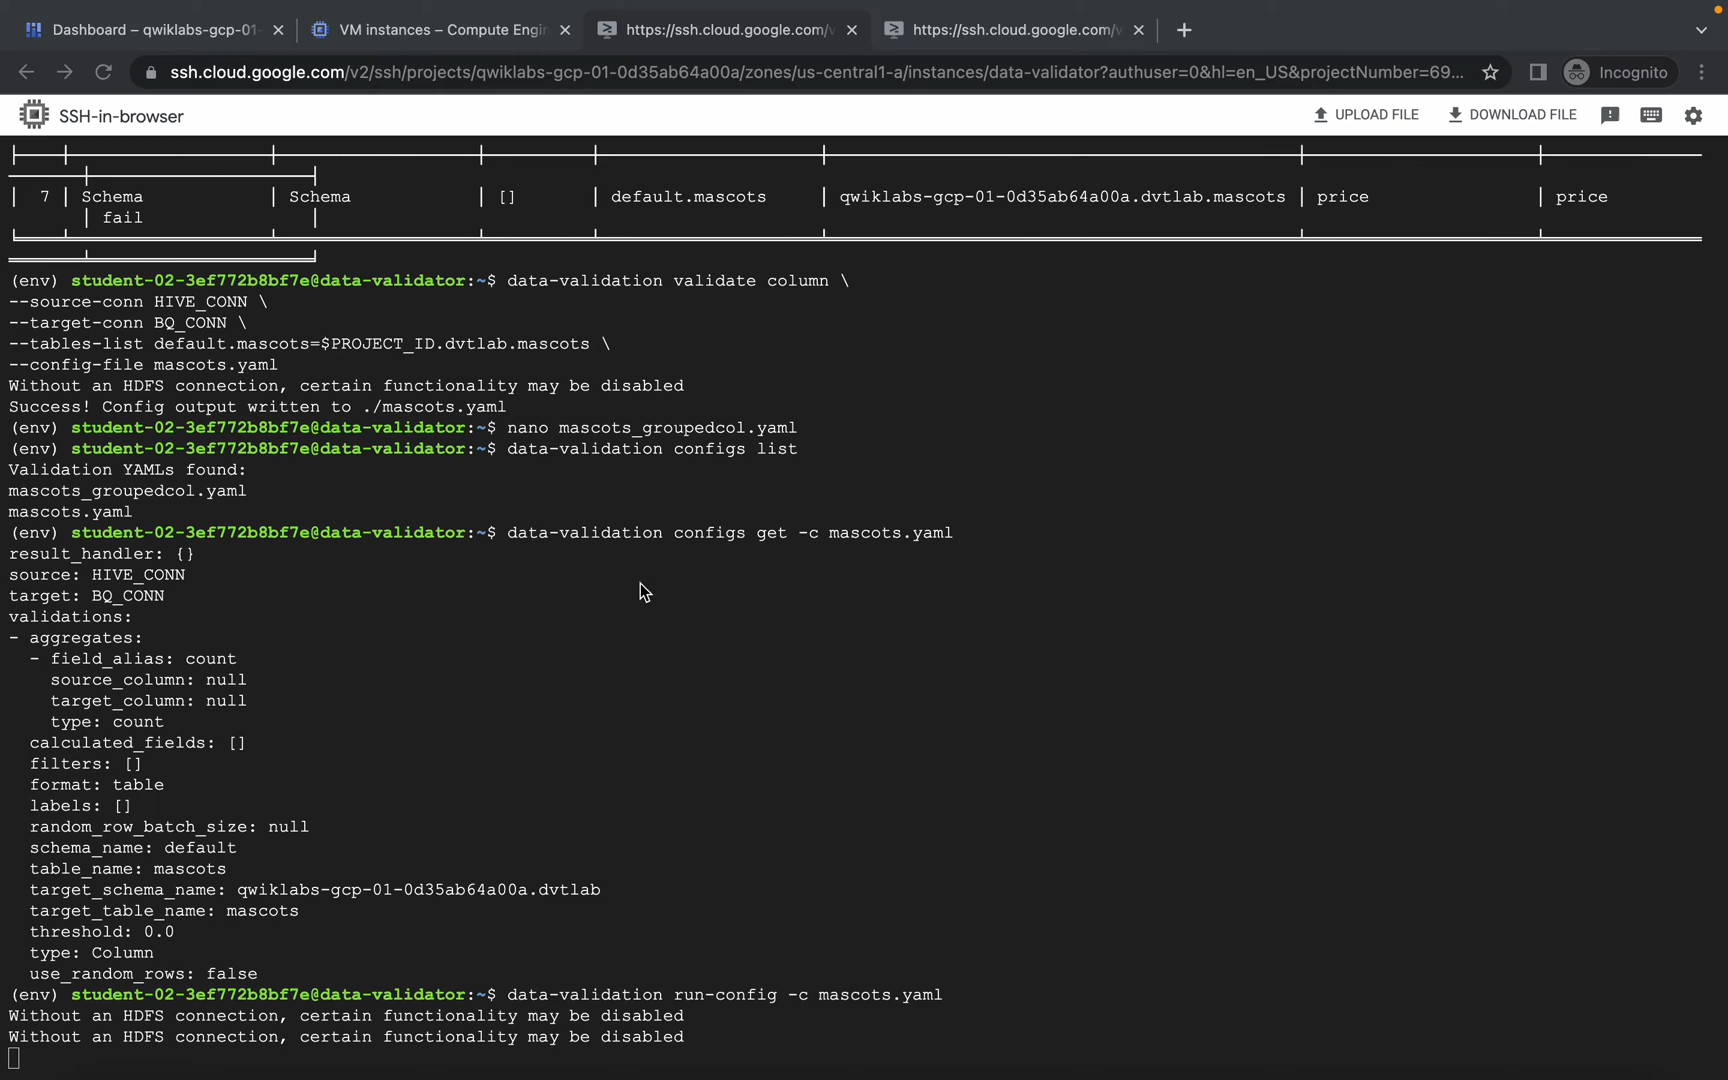 Dashboard – qwiklabs-gcp-01-
VM instances – Compute Engin
https://ssh.cloud.google.com/v
https://ssh.cloud.google.com/v
ssh.cloud.google.com/v2/ssh/projects/qwiklabs-gcp-01-0d35ab64a00a/zones/us-central1-a/instances/data-validator?authuser=0&hl=en_US&projectNumber=69...
Incognito
SSH-in-browser
UPLOAD FILE
DOWNLOAD FILE
| 7 | Schema | Schema | [] | default.mascots | qwiklabs-gcp-01-0d35ab64a00a.dvtlab.mascots | price | price
| fail |
(env) student-02-3ef772b8bf7e@data-validator:~$ data-validation validate column \
--source-conn HIVE_CONN \
--target-conn BQ_CONN \
--tables-list default.mascots=$PROJECT_ID.dvtlab.mascots \
--config-file mascots.yaml
Without an HDFS connection, certain functionality may be disabled
Success! Config output written to ./mascots.yaml
(env) student-02-3ef772b8bf7e@data-validator:~$ nano mascots_groupedcol.yaml
(env) student-02-3ef772b8bf7e@data-validator:~$ data-validation configs list
Validation YAMLs found:
mascots_groupedcol.yaml
mascots.yaml
(env) student-02-3ef772b8bf7e@data-validator:~$ data-validation configs get -c mascots.yaml
result_handler: {}
source: HIVE_CONN
target: BQ_CONN
validations:
- aggregates:
  - field_alias: count
    source_column: null
    target_column: null
    type: count
  calculated_fields: []
  filters: []
  format: table
  labels: []
  random_row_batch_size: null
  schema_name: default
  table_name: mascots
  target_schema_name: qwiklabs-gcp-01-0d35ab64a00a.dvtlab
  target_table_name: mascots
  threshold: 0.0
  type: Column
  use_random_rows: false
(env) student-02-3ef772b8bf7e@data-validator:~$ data-validation run-config -c mascots.yaml
Without an HDFS connection, certain functionality may be disabled
Without an HDFS connection, certain functionality may be disabled